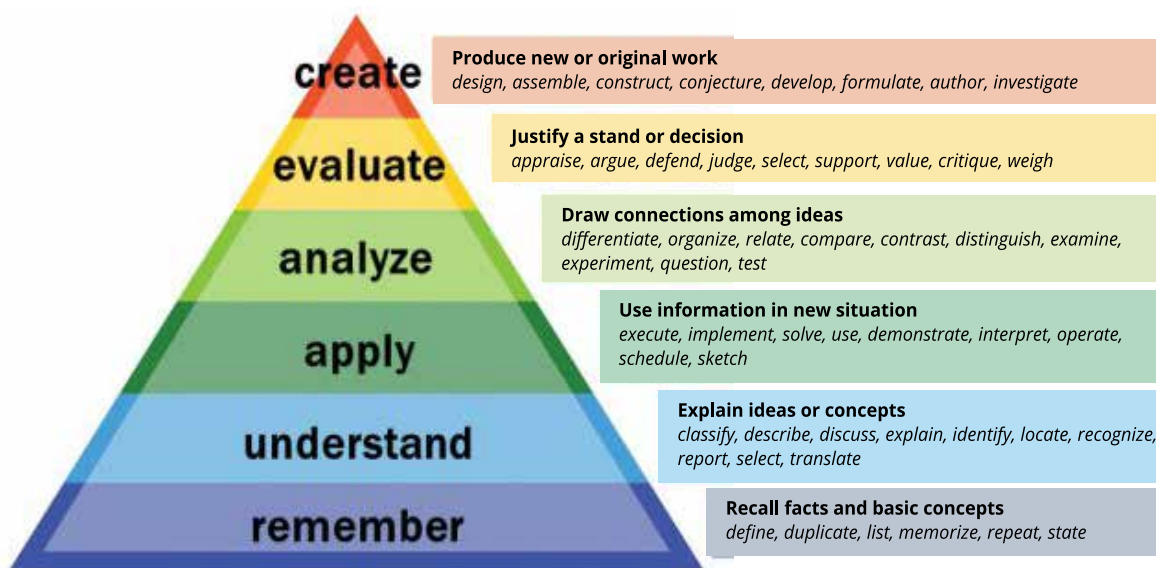 create
Produce new or original work
design, assemble, construct, conjecture, develop, formulate, author, investigate
evaluate
Justify a stand or decision
appraise, argue, defend, judge, select, support, value, critique, weigh
analyze
Draw connections among ideas
differentiate, organize, relate, compare, contrast, distinguish, examine,
experiment, question, test
apply
Use information in new situation
execute, implement, solve, use, demonstrate, interpret, operate,
schedule, sketch
understand
Explain ideas or concepts
classify, describe, discuss, explain, identify, locate, recognize,
report, select, translate
remember
Recall facts and basic concepts
define, duplicate, list, memorize, repeat, state